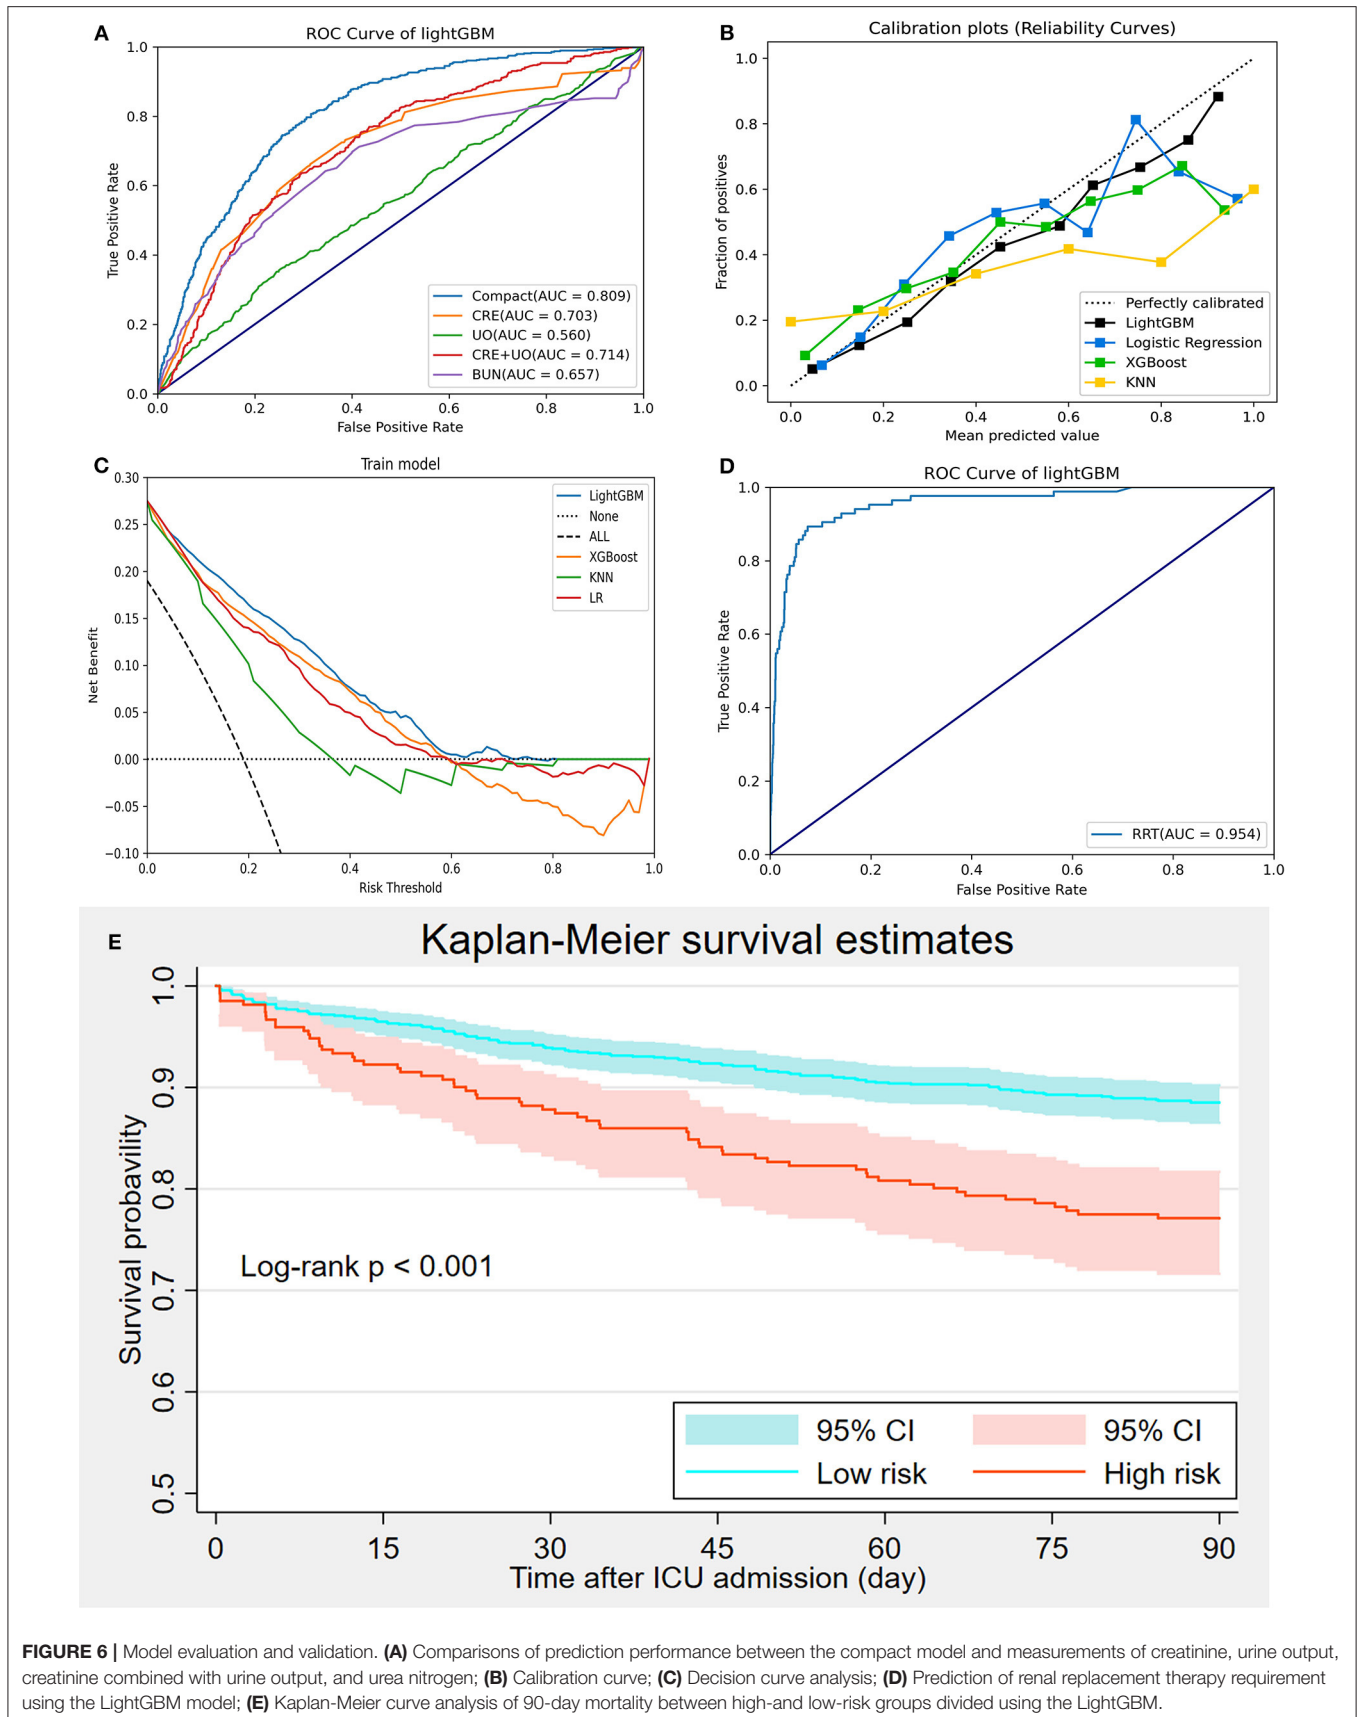 A
ROC Curve of lightGBM
1.0
0.8
0.6
0.4
0.2
0.0
True Positive Rate
Compact(AUC = 0.809)
CRE(AUC = 0.703)
UO(AUC = 0.560)
CRE+UO(AUC = 0.714)
BUN(AUC = 0.657)
0.0 0.2 0.4 0.6 0.8 1.0
False Positive Rate
B
Calibration plots (Reliability Curves)
1.0
0.8
0.6
0.4
0.2
0.0
Fraction of positives
Perfectly calibrated
LightGBM
Logistic Regression
XGBoost
KNN
0.0 0.2 0.4 0.6 0.8 1.0
Mean predicted value
C
Train model
0.30
0.25
0.20
0.15
0.10
0.05
0.00
−0.05
−0.10
Net Benefit
LightGBM
None
ALL
XGBoost
KNN
LR
0.0 0.2 0.4 0.6 0.8 1.0
Risk Threshold
D
ROC Curve of lightGBM
1.0
0.8
0.6
0.4
0.2
0.0
True Positive Rate
RRT(AUC = 0.954)
0.0 0.2 0.4 0.6 0.8 1.0
False Positive Rate
E
Kaplan-Meier survival estimates
1.0
0.9
0.8
0.7
0.6
0.5
Survival probavility
Log-rank p < 0.001
95% CI 95% CI
Low risk High risk
0 15 30 45 60 75 90
Time after ICU admission (day)
FIGURE 6 | Model evaluation and validation. (A) Comparisons of prediction performance between the compact model and measurements of creatinine, urine output,
creatinine combined with urine output, and urea nitrogen; (B) Calibration curve; (C) Decision curve analysis; (D) Prediction of renal replacement therapy requirement
using the LightGBM model; (E) Kaplan-Meier curve analysis of 90-day mortality between high-and low-risk groups divided using the LightGBM.